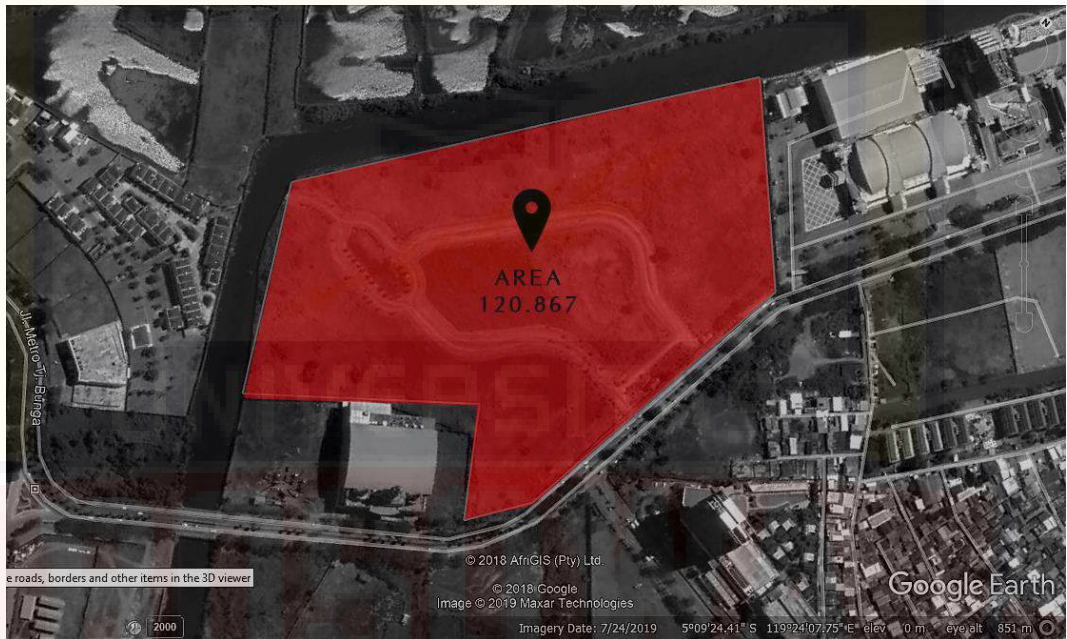 N
AREA
120.867
Jl. Metro Tj. Bunga
UNIVERSI
© 2018 AfriGIS (Pty) Ltd.
e roads, borders and other items in the 3D viewer
© 2018 Google
Image © 2019 Maxar Technologies
Google Earth
2000
Imagery Date: 7/24/2019 5°09'24.41" S 119°24'07.75" E elev 0 m eye alt 851 m